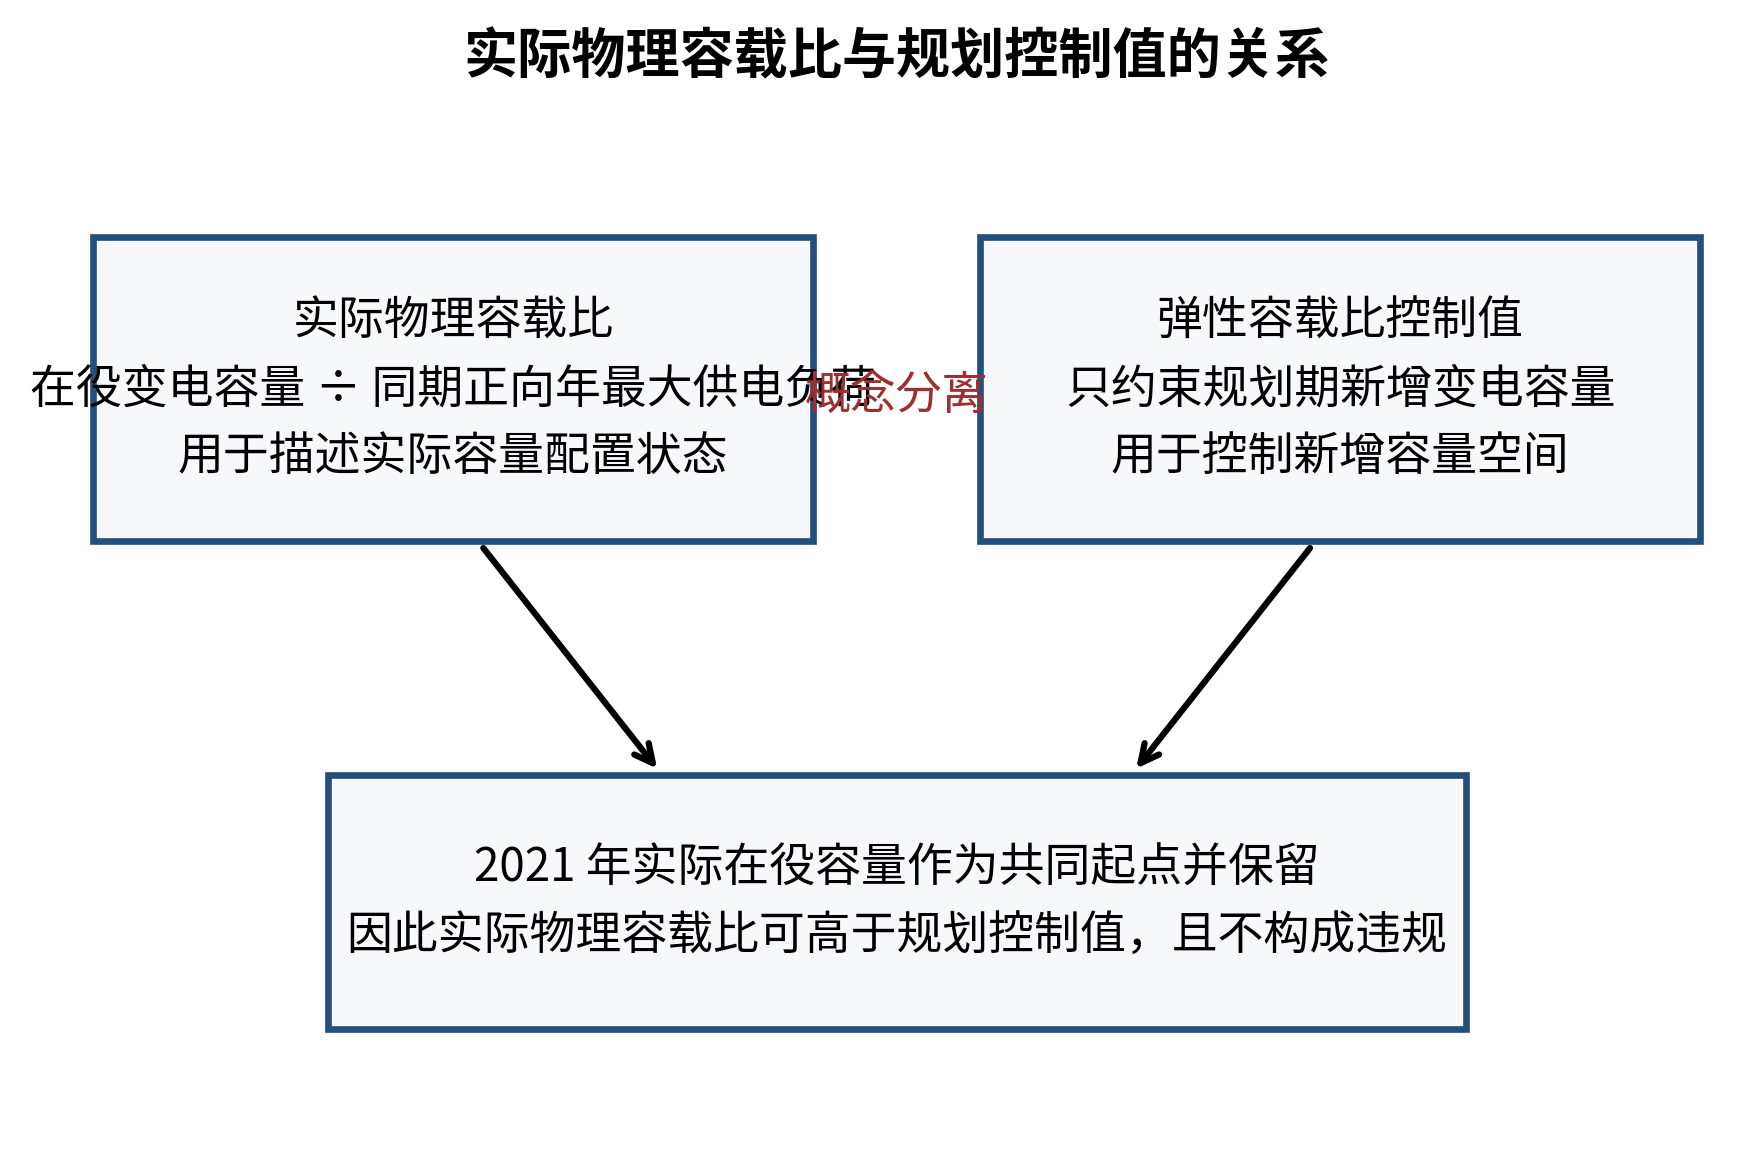 实际物理容载比与规划控制值的关系
实际物理容载比
在役变电容量 ÷ 同期正向年最大供电负荷
用于描述实际容量配置状态
概念分离
弹性容载比控制值
只约束规划期新增变电容量
用于控制新增容量空间
2021 年实际在役容量作为共同起点并保留
因此实际物理容载比可高于规划控制值，且不构成违规